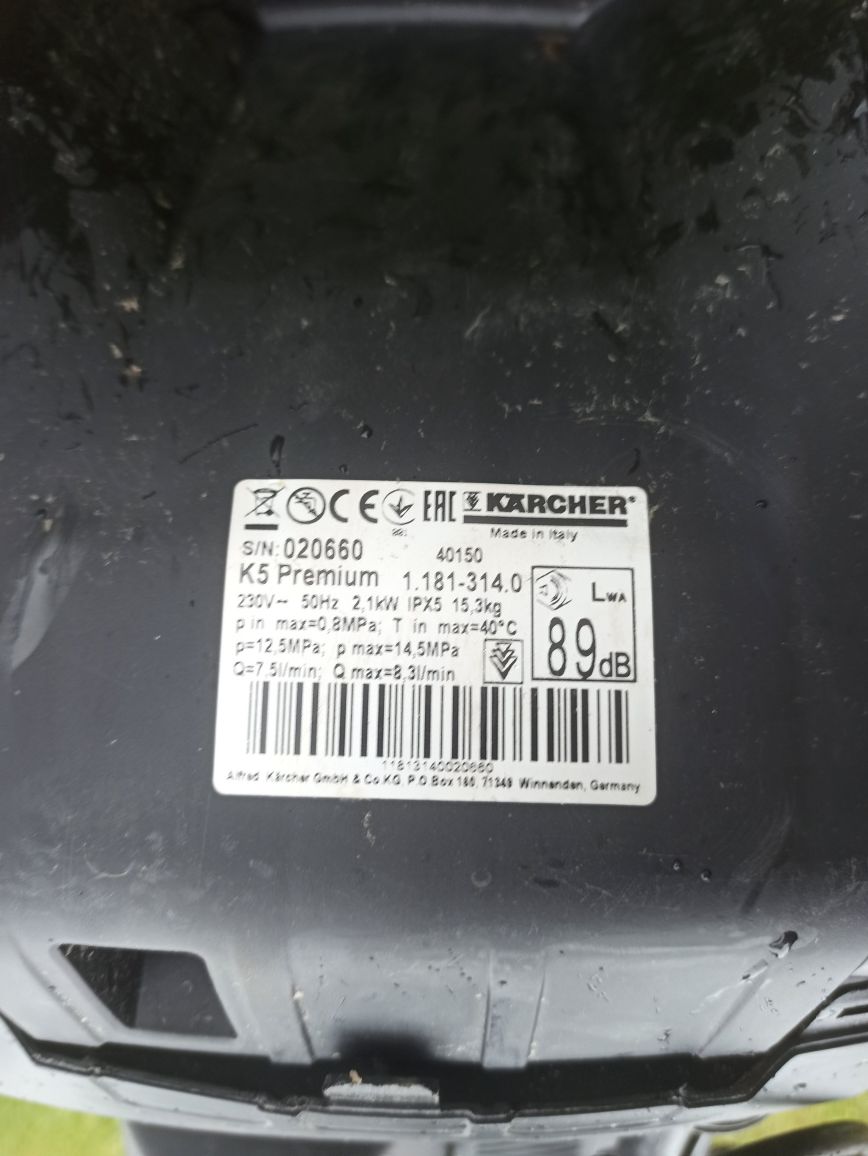 CE EAC KÄRCHER®
Made in Italy
S/N: 020660 40150
K5 Premium 1.181-314.0
230V~ 50Hz 2,1kW IPX5 15,3kg
p in max=0,8MPa; T in max=40°C
p=12,5MPa; p max=14,5MPa
Q=7,5l/min; Q max=8,3l/min
LWA
89dB
11813140020660
Alfred Kärcher GmbH & Co.KG, P.O.Box 160, 71349 Winnenden, Germany